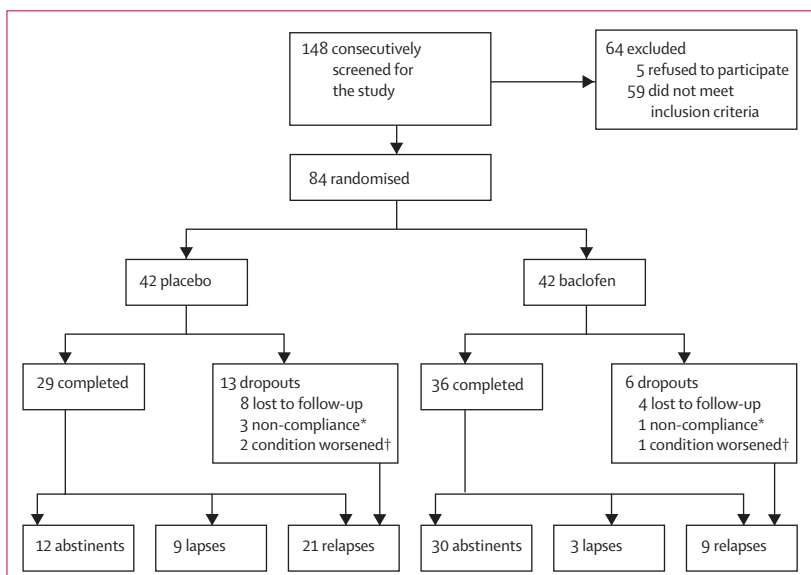 148 consecutively
screened for
the study
64 excluded
5 refused to participate
59 did not meet
inclusion criteria
84 randomised
42 placebo
42 baclofen
29 completed
13 dropouts
8 lost to follow-up
3 non-compliance*
2 condition worsened†
36 completed
6 dropouts
4 lost to follow-up
1 non-compliance*
1 condition worsened†
12 abstinents
9 lapses
21 relapses
30 abstinents
3 lapses
9 relapses